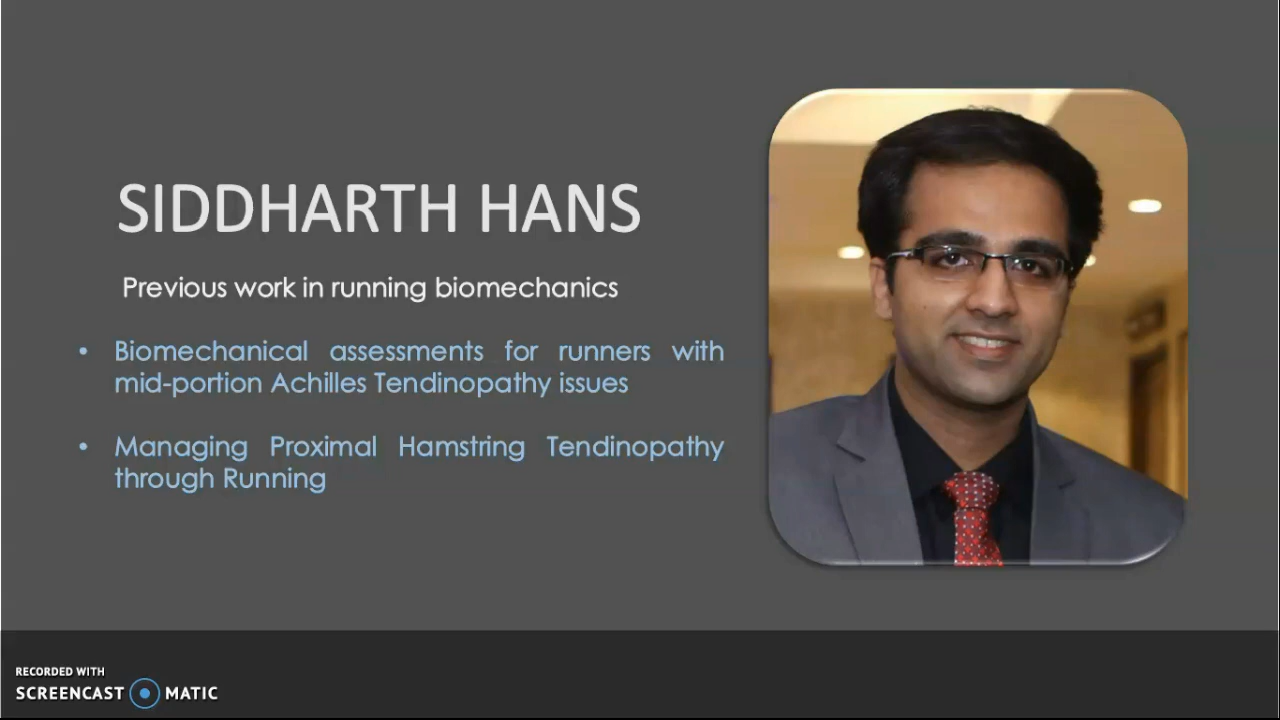 SIDDHARTH HANS
Previous work in running biomechanics
• Biomechanical assessments for runners with
mid-portion Achilles Tendinopathy issues
• Managing Proximal Hamstring Tendinopathy
through Running
RECORDED WITH
SCREENCAST MATIC